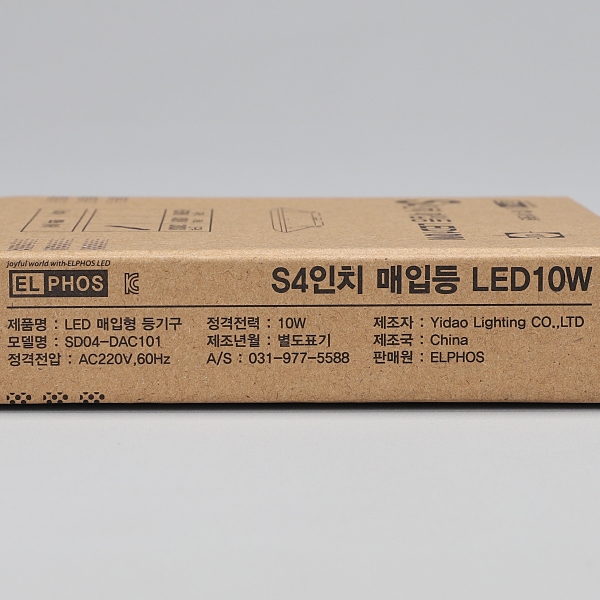 joyful world with-ELPHOS LED
EL PHOS
S4인치 매입등 LED10W
제품명 : LED 매입형 등기구 정격전력 : 10W 제조자 : Yidao Lighting CO.,LTD
모델명 : SD04-DAC101 제조년월 : 별도표기 제조국 : China
정격전압 : AC220V,60Hz A/S : 031-977-5588 판매원 : ELPHOS